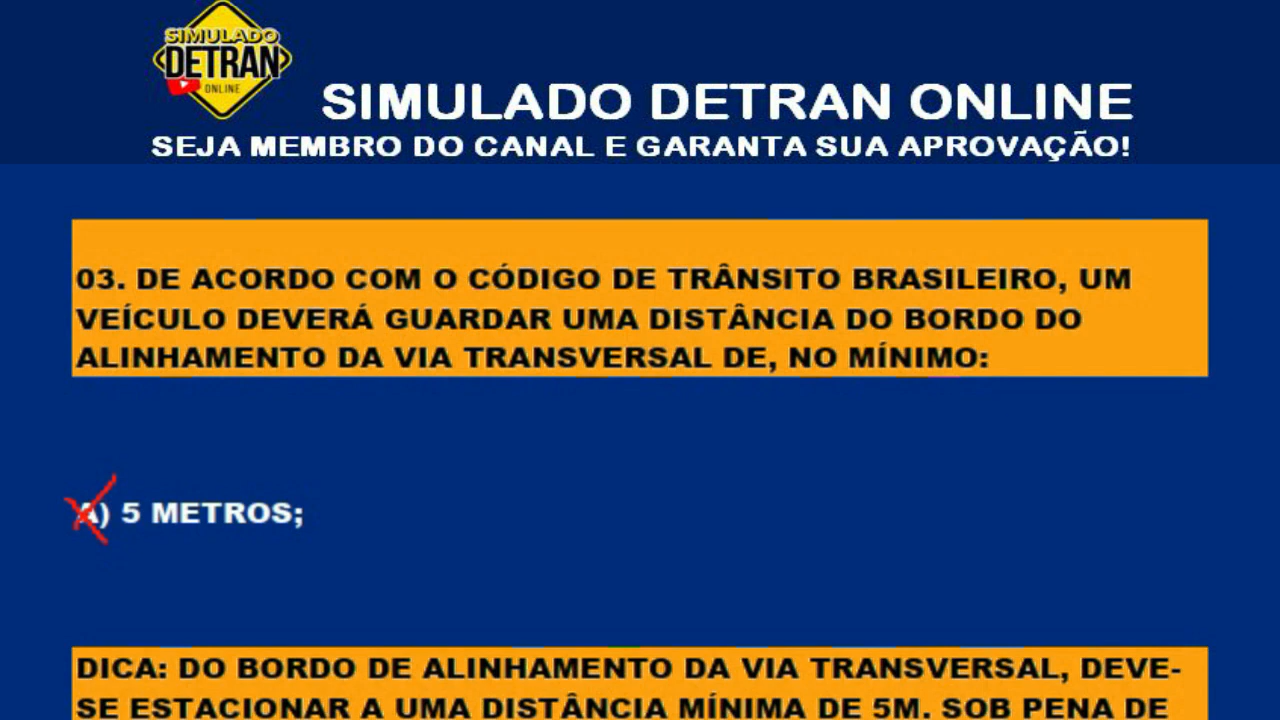 SIMULADO
DETRAN
ONLINE
SIMULADO DETRAN ONLINE
SEJA MEMBRO DO CANAL E GARANTA SUA APROVAÇÃO!
03. DE ACORDO COM O CÓDIGO DE TRÂNSITO BRASILEIRO, UM
VEÍCULO DEVERÁ GUARDAR UMA DISTÂNCIA DO BORDO DO
ALINHAMENTO DA VIA TRANSVERSAL DE, NO MÍNIMO:
A) 5 METROS;
DICA: DO BORDO DE ALINHAMENTO DA VIA TRANSVERSAL, DEVE-
SE ESTACIONAR A UMA DISTÂNCIA MÍNIMA DE 5M. SOB PENA DE